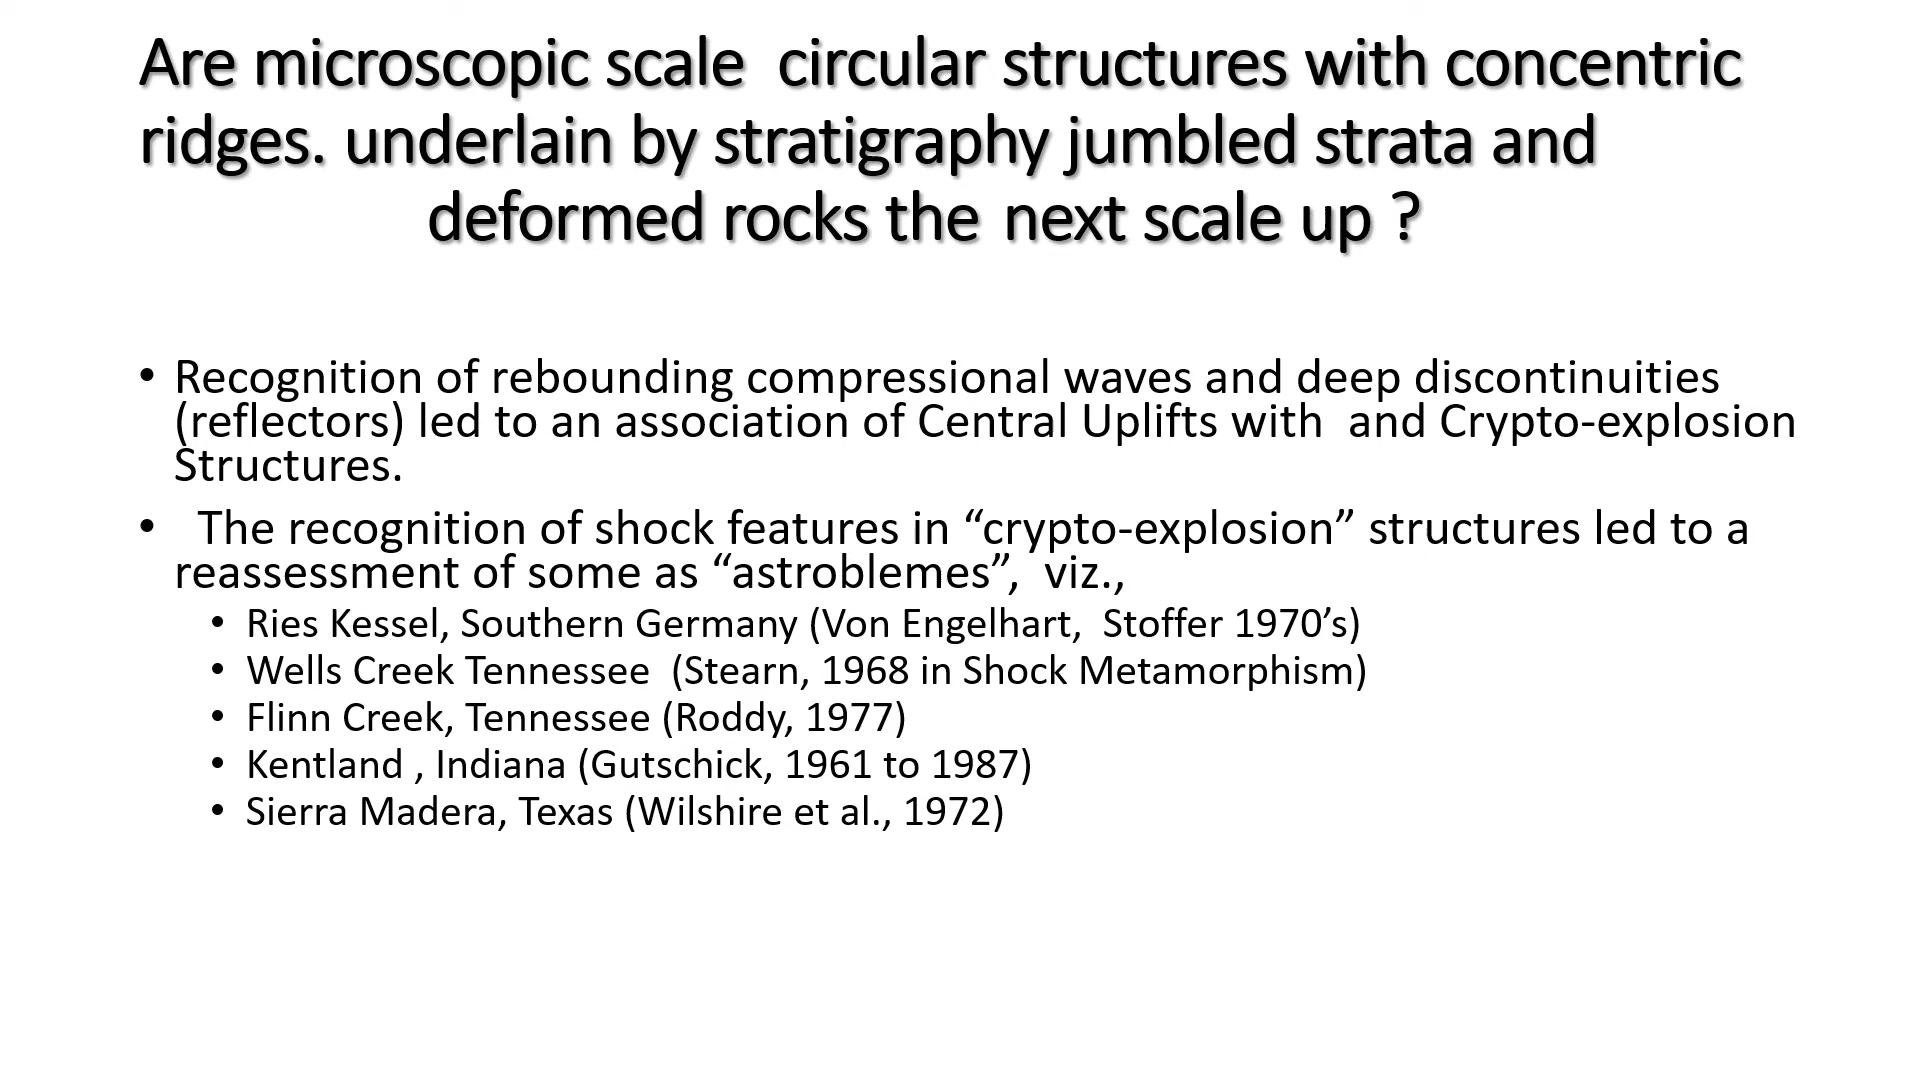 Are microscopic scale  circular structures with concentric
ridges. underlain by stratigraphy jumbled strata and
deformed rocks the next scale up ?
• Recognition of rebounding compressional waves and deep discontinuities
(reflectors) led to an association of Central Uplifts with  and Crypto-explosion
Structures.
•  The recognition of shock features in “crypto-explosion” structures led to a
reassessment of some as “astroblemes”,  viz.,
• Ries Kessel, Southern Germany (Von Engelhart,  Stoffer 1970’s)
• Wells Creek Tennessee  (Stearn, 1968 in Shock Metamorphism)
• Flinn Creek, Tennessee (Roddy, 1977)
• Kentland , Indiana (Gutschick, 1961 to 1987)
• Sierra Madera, Texas (Wilshire et al., 1972)